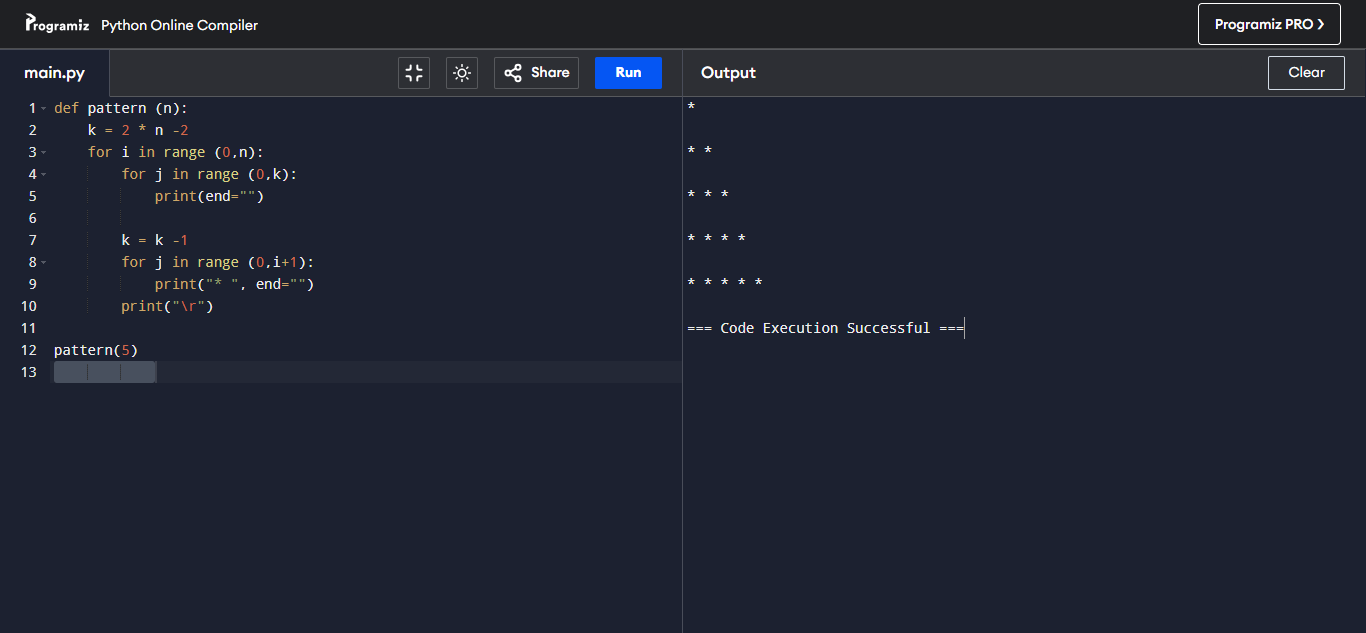 Programiz Python Online Compiler
Programiz PRO ❯
main.py
Share
Run
Output
Clear
1 def pattern (n):
2     k = 2 * n -2
3     for i in range (0,n):
4         for j in range (0,k):
5             print(end="")
6
7         k = k -1
8         for j in range (0,i+1):
9             print("* ", end="")
10         print("\r")
11
12 pattern(5)
13
*
* *
* * *
* * * *
* * * * *
=== Code Execution Successful ===